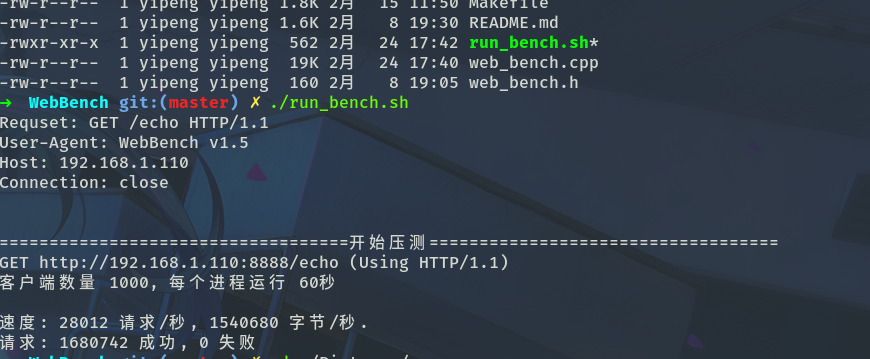 -rw-r--r-- 1 yipeng yipeng 1.8K 2月 15 11:50 Makefile
-rw-r--r-- 1 yipeng yipeng 1.6K 2月 8 19:30 README.md
-rwxr-xr-x 1 yipeng yipeng 562 2月 24 17:42 run_bench.sh*
-rw-r--r-- 1 yipeng yipeng 19K 2月 24 17:40 web_bench.cpp
-rw-r--r-- 1 yipeng yipeng 160 2月 8 19:05 web_bench.h
→ WebBench git:(master) ✗ ./run_bench.sh
Requset: GET /echo HTTP/1.1
User-Agent: WebBench v1.5
Host: 192.168.1.110
Connection: close
===================================开始压测===================================
GET http://192.168.1.110:8888/echo (Using HTTP/1.1)
客户端数量 1000, 每个进程运行 60秒
速度: 28012 请求/秒, 1540680 字节/秒.
请求: 1680742 成功, 0 失败